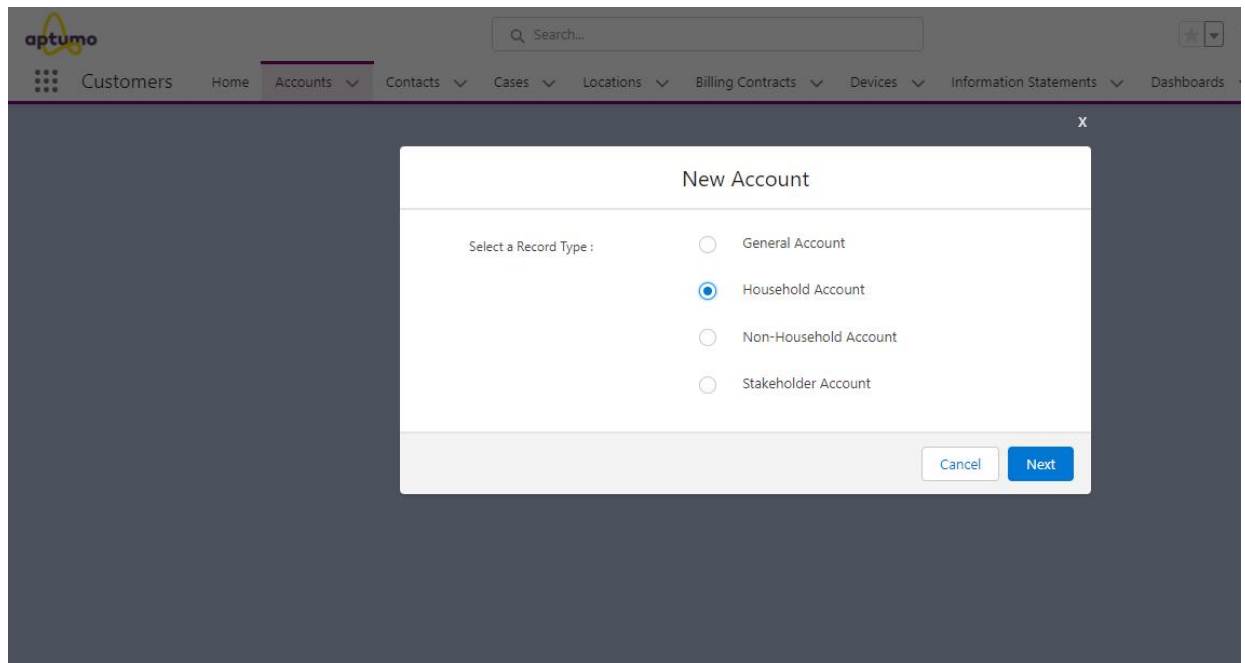 aptumo
Search...
Customers Home Accounts Contacts Cases Locations Billing Contracts Devices Information Statements Dashboards
X
New Account
Select a Record Type :
General Account
Household Account
Non-Household Account
Stakeholder Account
Cancel Next